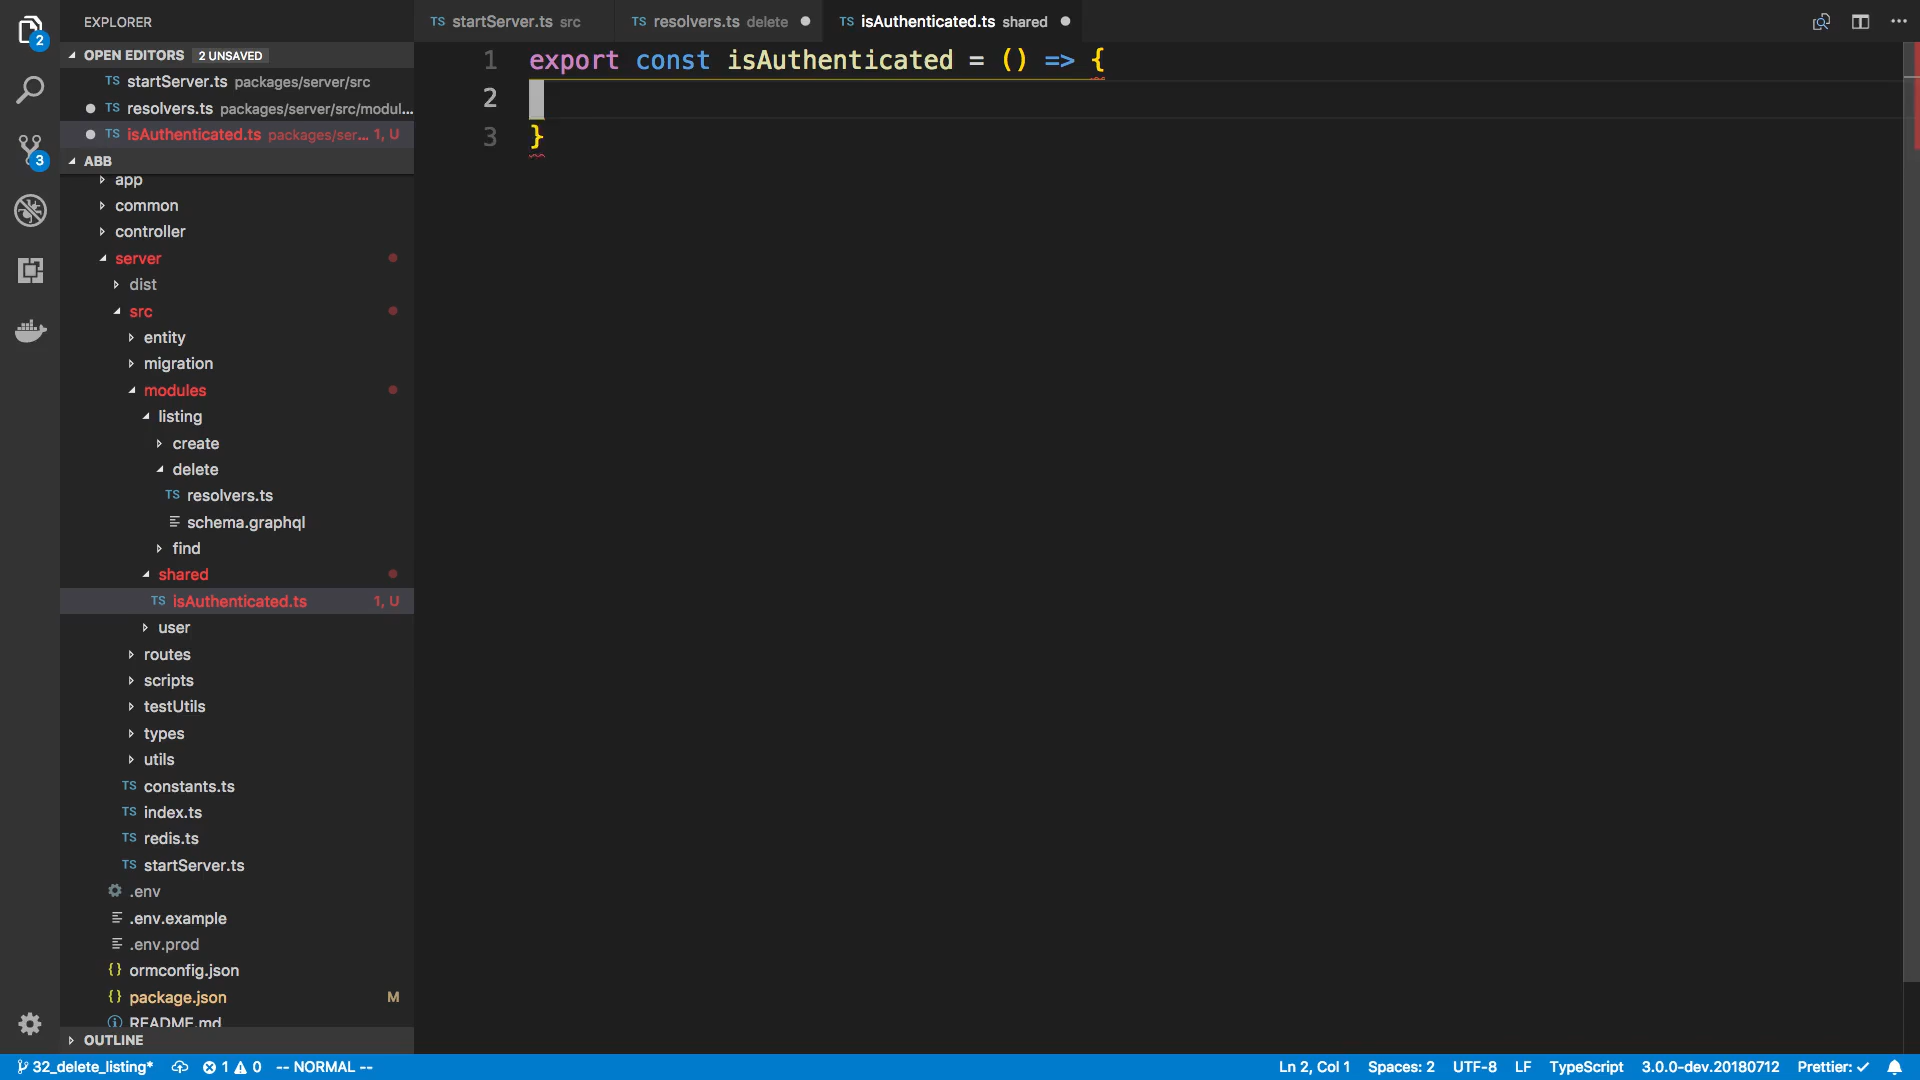 EXPLORER
OPEN EDITORS 2 UNSAVED
TS startServer.ts packages/server/src
TS resolvers.ts packages/server/src/modul...
TS isAuthenticated.ts packages/ser... 1, U
ABB
app
common
controller
server
dist
src
entity
migration
modules
listing
create
delete
TS resolvers.ts
schema.graphql
find
shared
TS isAuthenticated.ts 1, U
user
routes
scripts
testUtils
types
utils
TS constants.ts
TS index.ts
TS redis.ts
TS startServer.ts
.env
.env.example
.env.prod
{} ormconfig.json
{} package.json M
README.md
OUTLINE
2
3
TS startServer.ts src
TS resolvers.ts delete
TS isAuthenticated.ts shared
1 export const isAuthenticated = () => {
2
3 }
32_delete_listing* 1 0 -- NORMAL --
Ln 2, Col 1 Spaces: 2 UTF-8 LF TypeScript 3.0.0-dev.20180712 Prettier: ✓